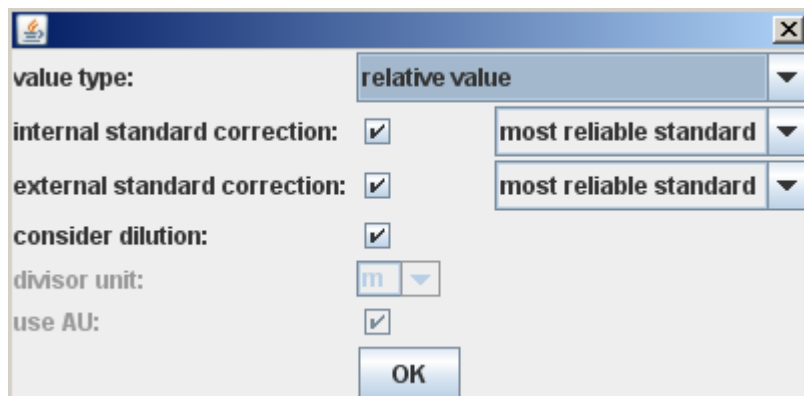 value type: relative value
internal standard correction: most reliable standard
external standard correction: most reliable standard
consider dilution:
divisor unit: m
use AU:
OK